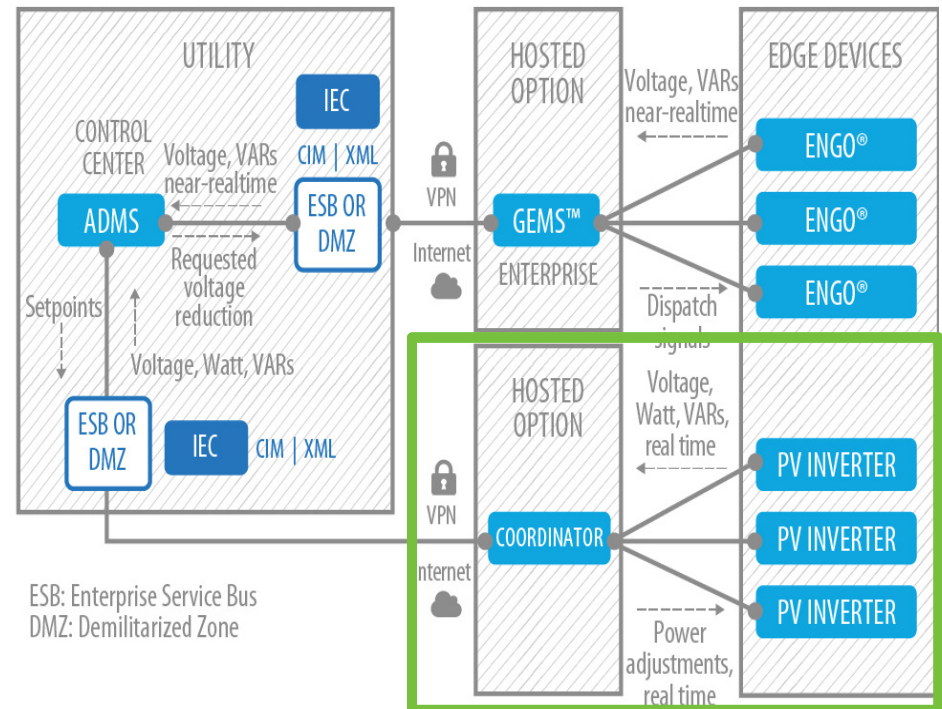 UTILITY
IEC
CIM | XML
CONTROL
CENTER
Voltage, VARs
near-realtime
ADMS
ESB OR
DMZ
Requested
voltage
reduction
Setpoints
Voltage, Watt, VARs
ESB OR
DMZ
IEC
CIM | XML
VPN
Internet
HOSTED
OPTION
GEMS™
ENTERPRISE
Voltage, VARs
near-realtime
Dispatch
signals
EDGE DEVICES
ENGO®
ENGO®
ENGO®
VPN
nternet
HOSTED
OPTION
COORDINATOR
Voltage,
Watt, VARs,
real time
Power
adjustments,
real time
PV INVERTER
PV INVERTER
PV INVERTER
ESB: Enterprise Service Bus
DMZ: Demilitarized Zone